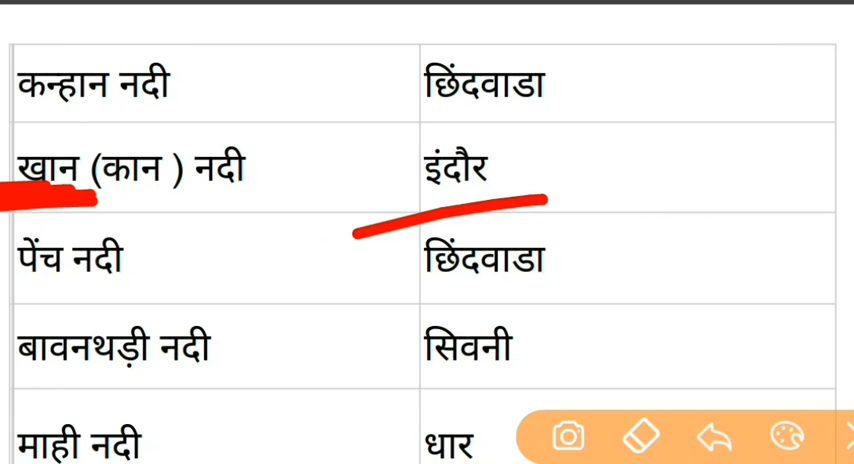 कन्हान नदी छिंदवाडा
खान (कान ) नदी इंदौर
पेंच नदी छिंदवाडा
बावनथड़ी नदी सिवनी
माही नदी धार